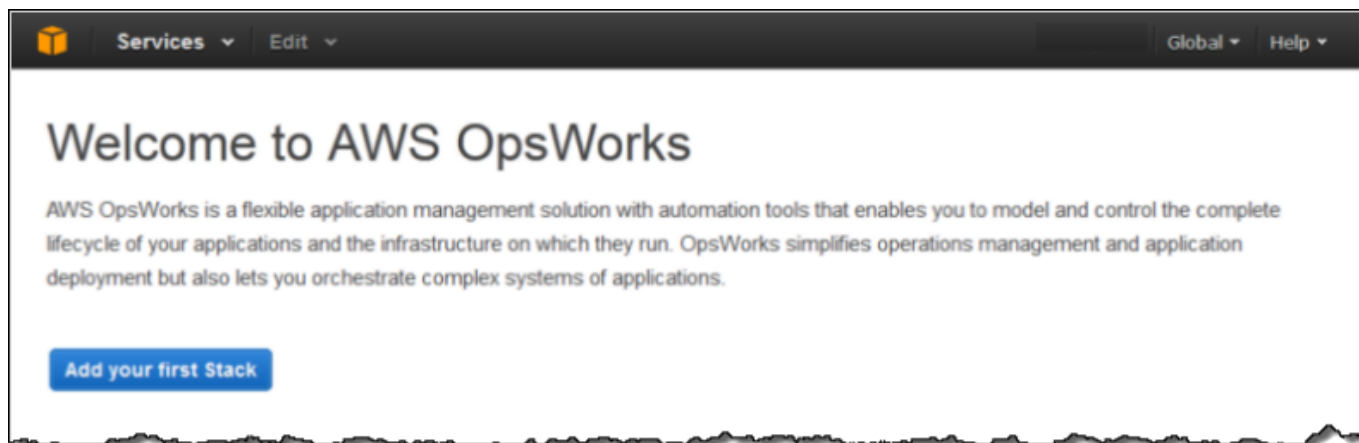 Services Edit Global Help
Welcome to AWS OpsWorks
AWS OpsWorks is a flexible application management solution with automation tools that enables you to model and control the complete
lifecycle of your applications and the infrastructure on which they run. OpsWorks simplifies operations management and application
deployment but also lets you orchestrate complex systems of applications.
Add your first Stack